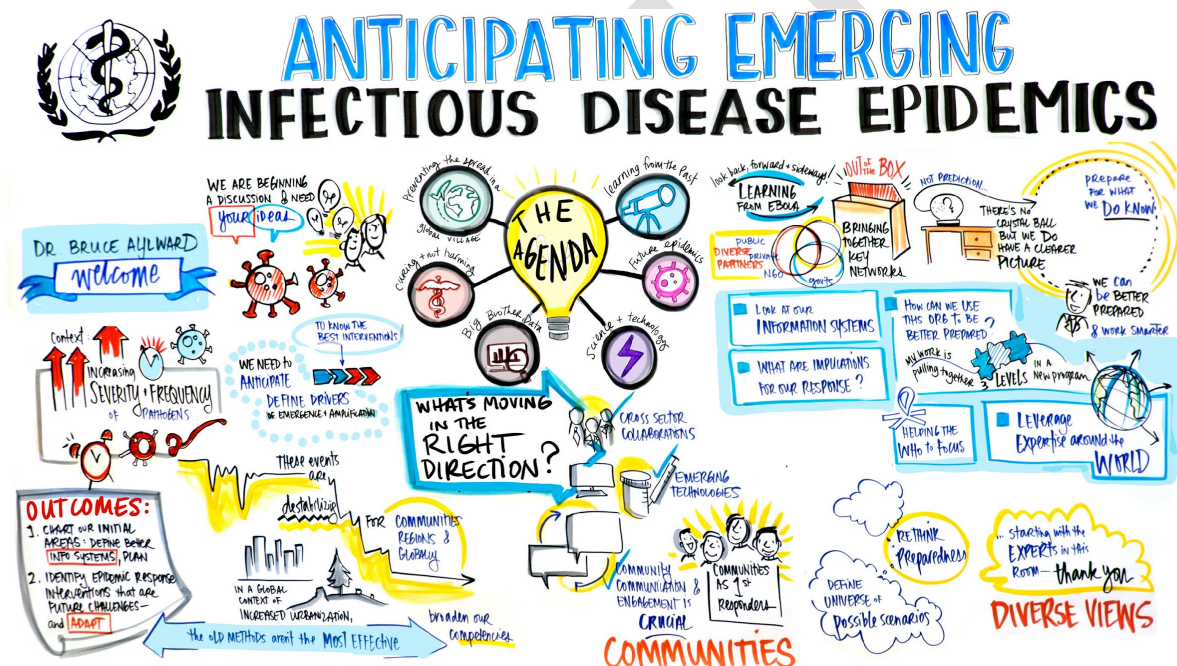 ANTICIPATING EMERGING
INFECTIOUS DISEASE EPIDEMICS
WE ARE BEGINNING
A DISCUSSION & NEED
your ideas
DR. BRUCE AYLWARD
welcome
Context
INCREASING
SEVERITY + FREQUENCY
OF PATHOGENS
TO KNOW THE
BEST INTERVENTIONS
WE NEED to
ANTICIPATE
DEFINE DRIVERS
OF EMERGENCE + AMPLIFICATION
OUTCOMES:
1. CHART OUR INITIAL
AREAS: DEFINE Better
INFO SYSTEMS, PLAN
2. IDENTIFY EPIDEMIC RESPONSE
INTERVENTIONS that are
FUTURE CHALLENGES—
and ADAPT
These events
are
destabilizing
FOR COMMUNITIES
REGIONS &
GLOBALLY
IN A GLOBAL
CONTEXT OF
INCREASED URBANIZATION,
the OLD METHODS aren't the MOST EFFECTIVE
broaden our
competencies
THE
AGENDA
Preventing the spread in a
global VILLAGE
learning from the Past
Curing + not harming
Future epidemics
Big Brother Data
Science + technology
WHAT'S MOVING
IN THE
RIGHT
DIRECTION?
CROSS SECTOR
COLLABORATIONS
EMERGING
TECHNOLOGIES
Community
COMMUNICATION &
ENGAGEMENT IS
CRUCIAL
COMMUNITIES
AS 1st
Responders
COMMUNITIES
look back, forward + sideways!
LEARNING
FROM EBOLA
OUT OF THE BOX
BRINGING
TOGETHER
KEY
NETWORKS
PUBLIC
DIVERSE
PARTNERS
private
NGO
govts
NOT PREDICTION...
THERE'S NO
CRYSTAL BALL
BUT WE DO
HAVE A CLEARER
PICTURE
PREPARE
FOR WHAT
WE DO KNOW
WE CAN
be BETTER
PREPARED
& WORK SMARTER
LOOK AT OUR
INFORMATION SYSTEMS
WHAT ARE IMPLICATIONS
FOR OUR RESPONSE?
HOW CAN WE USE
THIS ORG TO BE
BETTER PREPARED?
MY WORK IS
pulling together
3 LEVELS IN A
NEW PROGRAM
HELPING THE
WHO to FOCUS
LEVERAGE
EXPERTISE around the
WORLD
RETHINK
Preparedness
DEFINE
UNIVERSE OF
possible scenarios
... starting with the
EXPERTS in this
ROOM— thank you
DIVERSE VIEWS